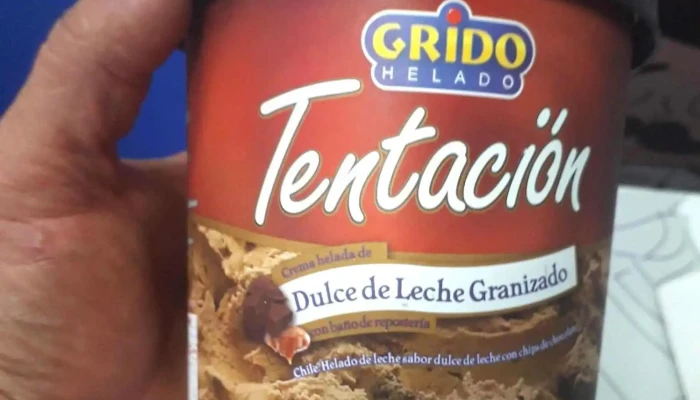 GRIDO
HELADO
Tentación
Crema helada de
Dulce de Leche Granizado
con baño de repostería
Chile Helado de leche sabor dulce de leche con chips de chocolate